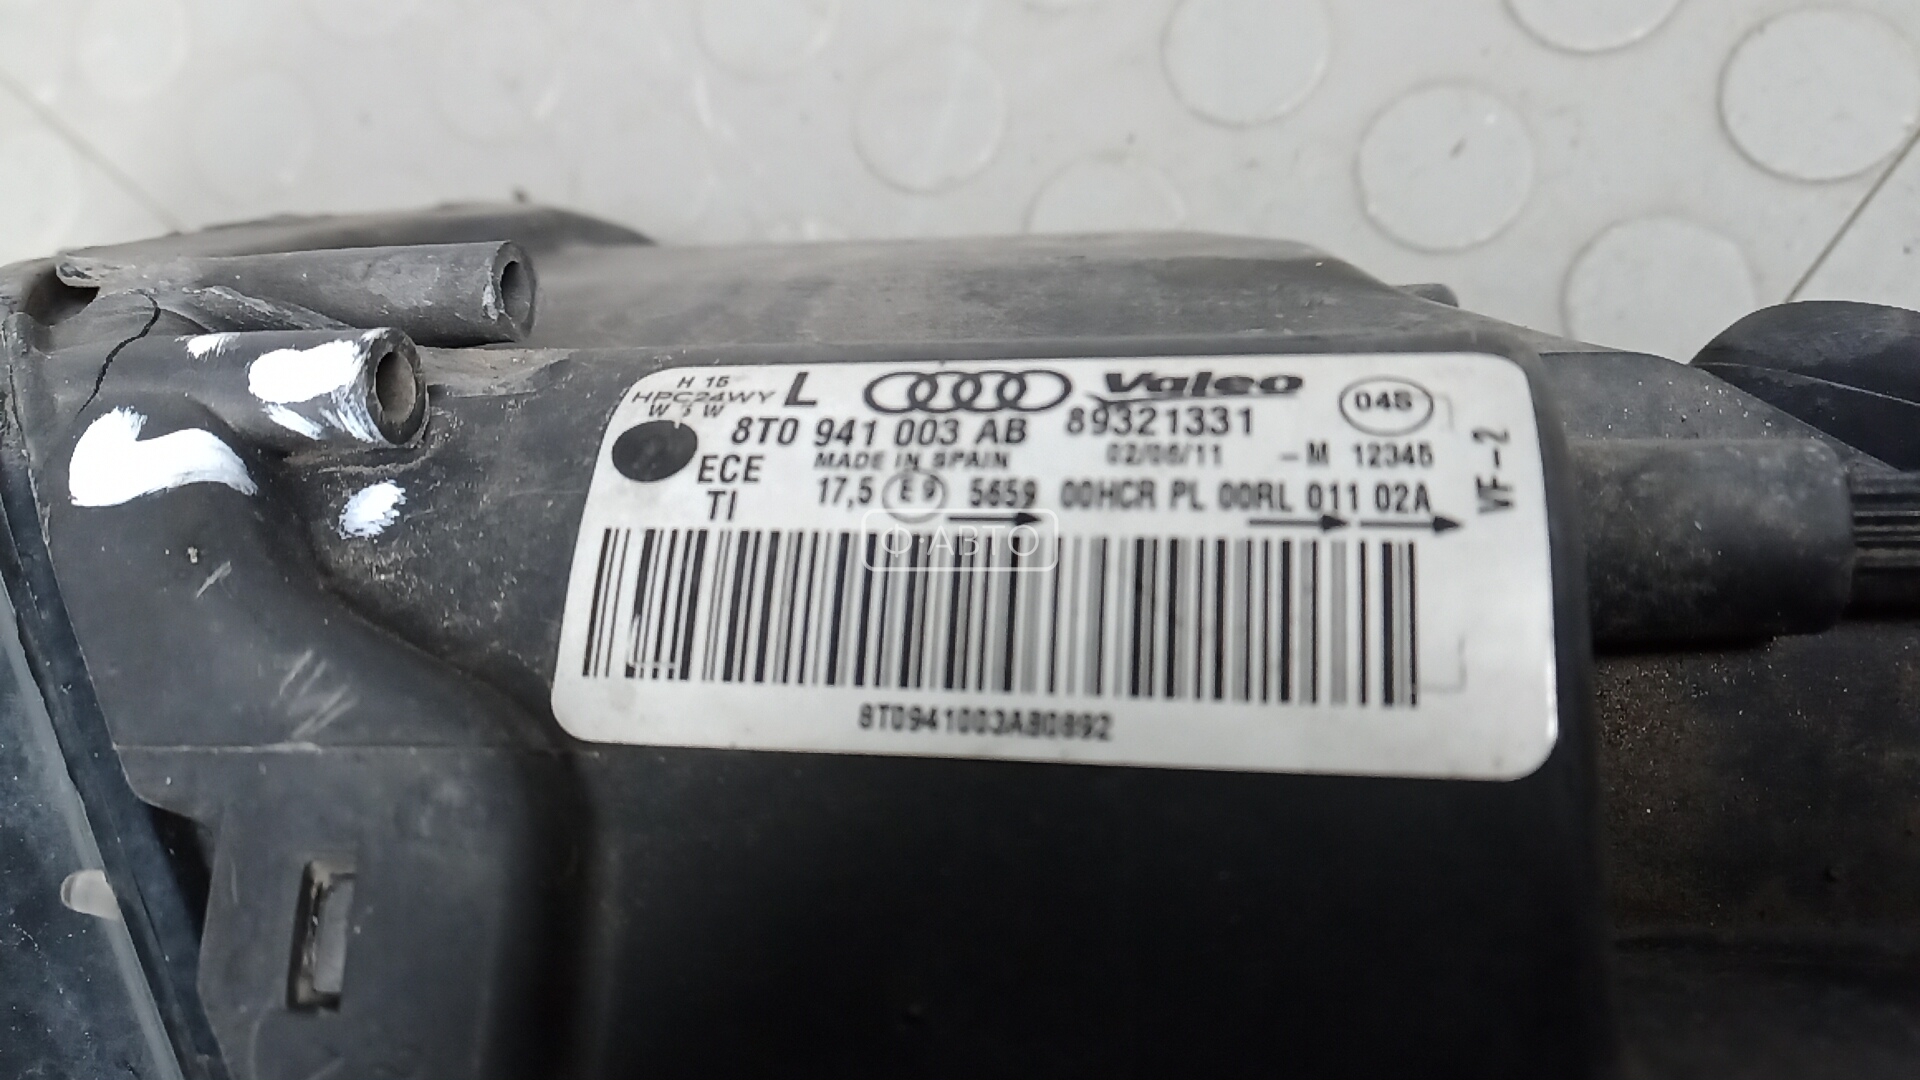 H 15 L Valeo 04S
HPC24WY
W 5 W
8T0 941 003 AB 89321331
ECE MADE IN SPAIN 02/06/11 -M 12345
TI 17,5 E9 5659 00HCR PL 00RL 011 02A
VF-2
Ф·АВТО
8T0941003AB0892